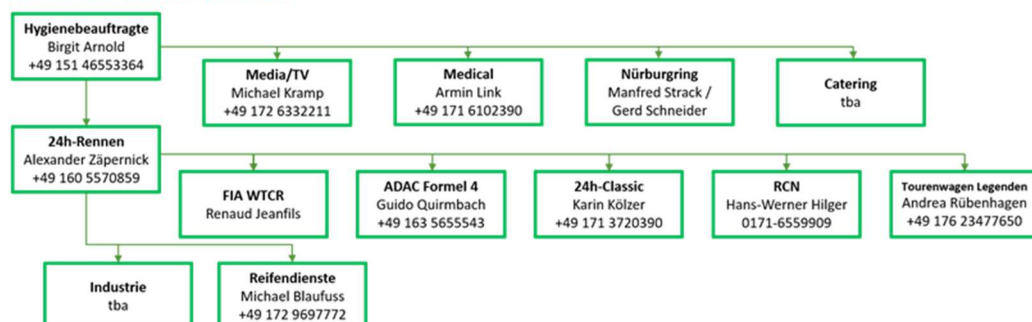 Hygienebeauftragte
Birgit Arnold
+49 151 46553364
Media/TV
Michael Kramp
+49 172 6332211
Medical
Armin Link
+49 171 6102390
Nürburgring
Manfred Strack /
Gerd Schneider
Catering
tba
24h-Rennen
Alexander Zäpernick
+49 160 5570859
FIA WTCR
Renaud Jeanfils
ADAC Formel 4
Guido Quirmbach
+49 163 5655543
24h-Classic
Karin Kölzer
+49 171 3720390
RCN
Hans-Werner Hilger
0171-6559909
Tourenwagen Legenden
Andrea Rübenhagen
+49 176 23477650
Industrie
tba
Reifendienste
Michael Blaufuss
+49 172 9697772